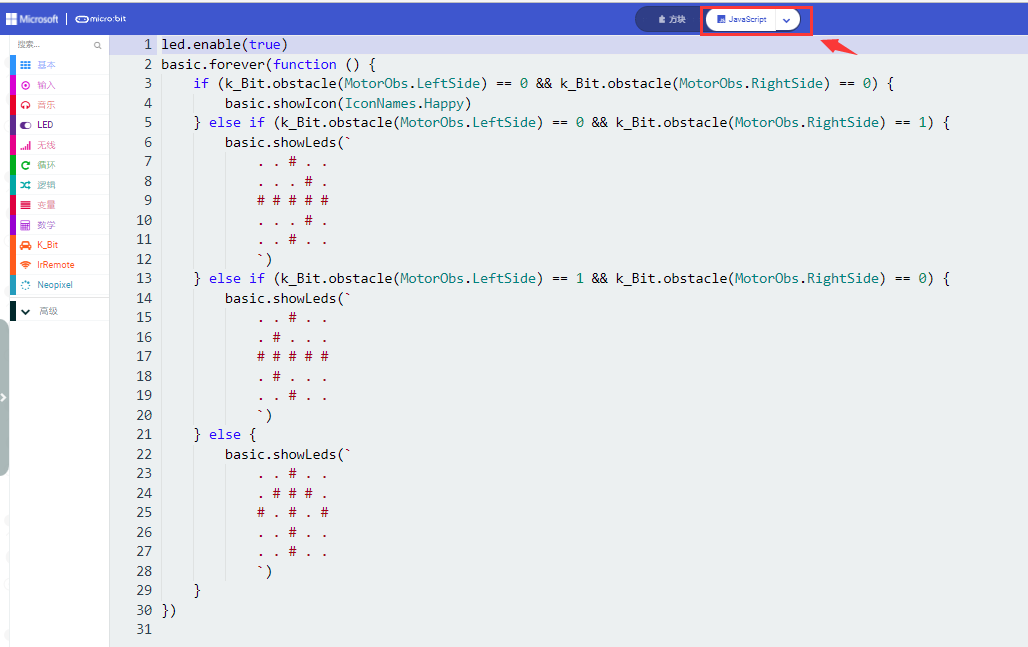 Microsoft | micro:bit
方块
JavaScript
搜索...
基本
输入
音乐
LED
无线
循环
逻辑
变量
数学
K_Bit
IrRemote
Neopixel
高级
1 led.enable(true)
2 basic.forever(function () {
3 if (k_Bit.obstacle(MotorObs.LeftSide) == 0 && k_Bit.obstacle(MotorObs.RightSide) == 0) {
4 basic.showIcon(IconNames.Happy)
5 } else if (k_Bit.obstacle(MotorObs.LeftSide) == 0 && k_Bit.obstacle(MotorObs.RightSide) == 1) {
6 basic.showLeds(`
7 . . # . .
8 . . . # .
9 # # # # #
10 . . . # .
11 . . # . .
12 `)
13 } else if (k_Bit.obstacle(MotorObs.LeftSide) == 1 && k_Bit.obstacle(MotorObs.RightSide) == 0) {
14 basic.showLeds(`
15 . . # . .
16 . # . . .
17 # # # # #
18 . # . . .
19 . . # . .
20 `)
21 } else {
22 basic.showLeds(`
23 . . # . .
24 . # # # .
25 # . # . #
26 . . # . .
27 . . # . .
28 `)
29 }
30 })
31